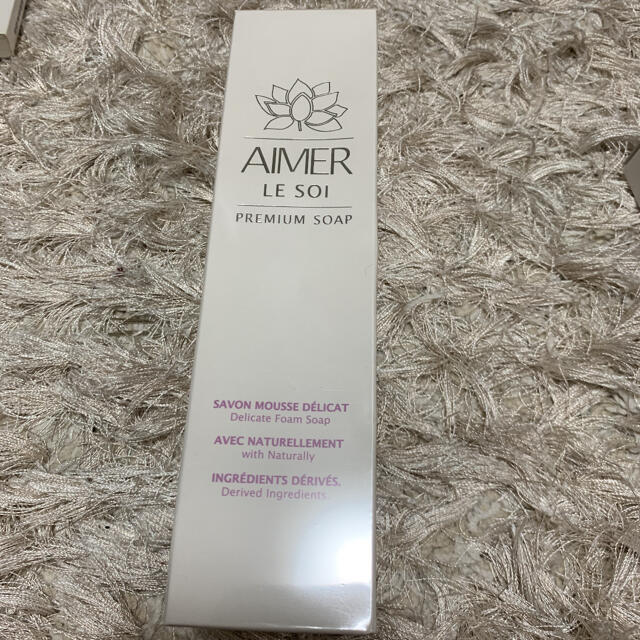 AIMER
LE SOI
PREMIUM SOAP
SAVON MOUSSE DÉLICAT
Delicate Foam Soap
AVEC NATURELLEMENT
with Naturally
INGRÉDIENTS DÉRIVÉS.
Derived Ingredients.